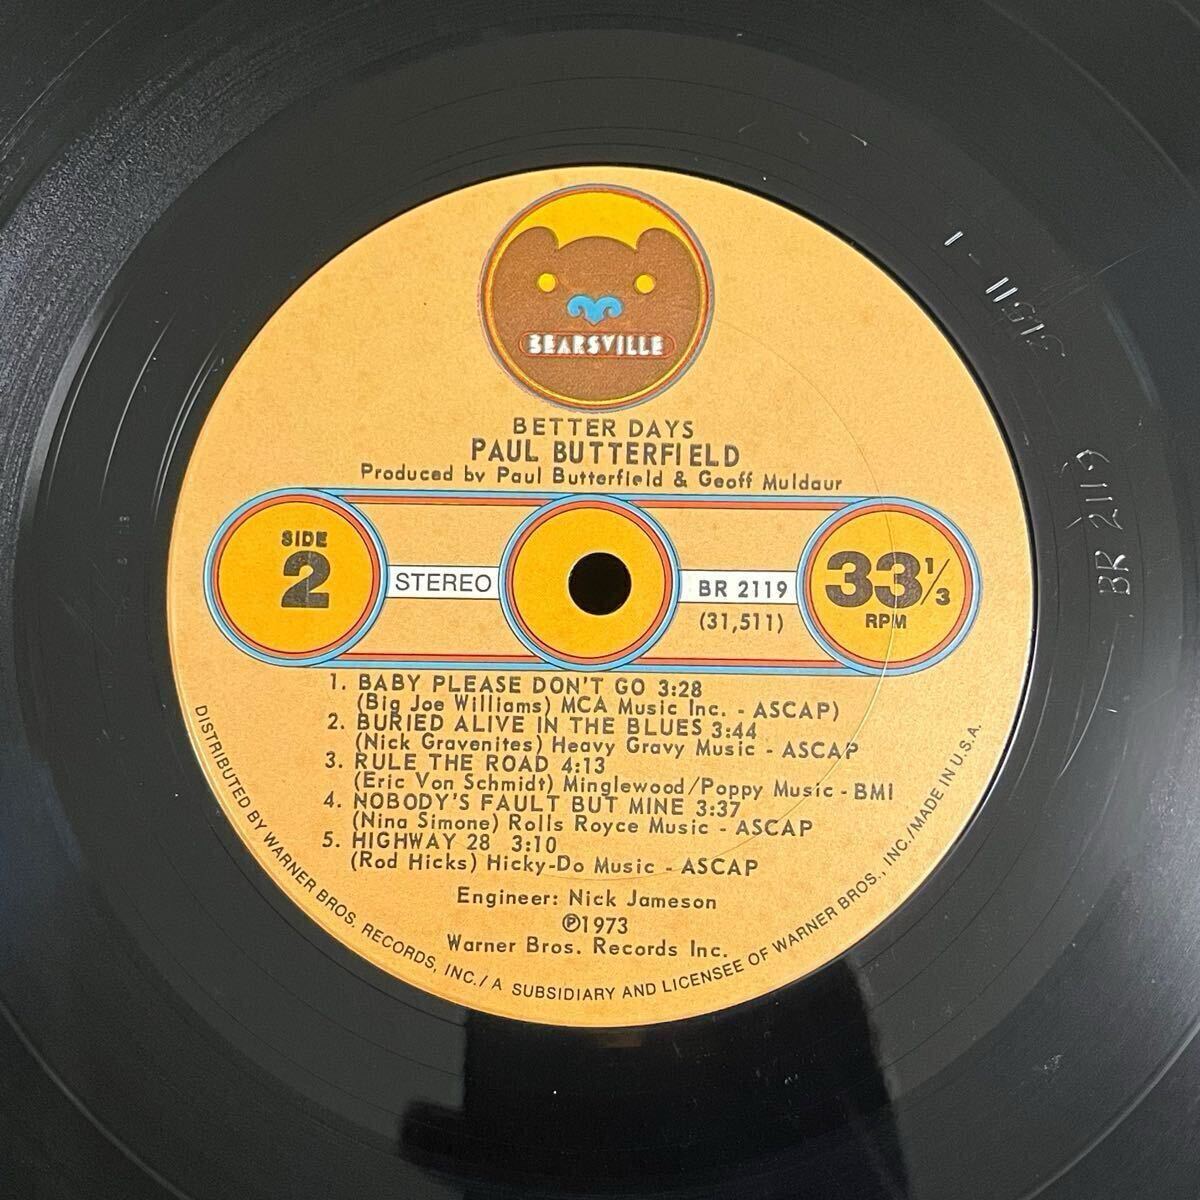 BEARSVILLE
BETTER DAYS
PAUL BUTTERFIELD
Produced by Paul Butterfield & Geoff Muldaur
SIDE
2
STEREO
BR 2119
(31,511)
33 1/3
RPM
1. BABY PLEASE DON'T GO 3:28
(Big Joe Williams) MCA Music Inc. - ASCAP)
2. BURIED ALIVE IN THE BLUES 3:44
(Nick Gravenites) Heavy Gravy Music - ASCAP
3. RULE THE ROAD 4:13
(Eric Von Schmidt) Minglewood/Poppy Music - BMI
4. NOBODY'S FAULT BUT MINE 3:37
(Nina Simone) Rolls Royce Music - ASCAP
5. HIGHWAY 28 3:10
(Rod Hicks) Hicky-Do Music - ASCAP
Engineer: Nick Jameson
℗1973
Warner Bros. Records Inc.
DISTRIBUTED BY WARNER BROS. RECORDS, INC./A SUBSIDIARY AND LICENSEE OF WARNER BROS., INC./MADE IN U.S.A.
BR 2119
31511 - 1